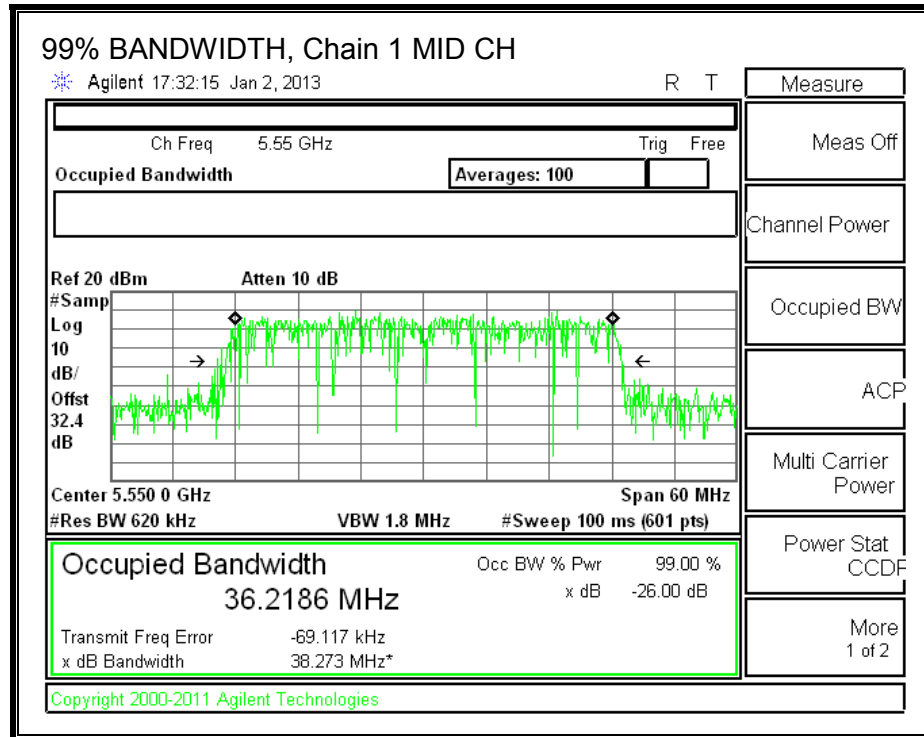 99% BANDWIDTH, Chain 1 MID CH
Agilent 17:32:15 Jan 2, 2013 R T
Measure
Ch Freq 5.55 GHz Trig Free
Meas Off
Occupied Bandwidth Averages: 100
Channel Power
Ref 20 dBm Atten 10 dB
#Samp
Log
10
dB/
Offst
32.4
dB
Occupied BW
ACP
Multi Carrier
Power
Center 5.550 0 GHz Span 60 MHz
#Res BW 620 kHz VBW 1.8 MHz #Sweep 100 ms (601 pts)
Power Stat
CCDF
Occupied Bandwidth Occ BW % Pwr 99.00 %
36.2186 MHz x dB -26.00 dB
Transmit Freq Error -69.117 kHz
x dB Bandwidth 38.273 MHz*
More
1 of 2
Copyright 2000-2011 Agilent Technologies